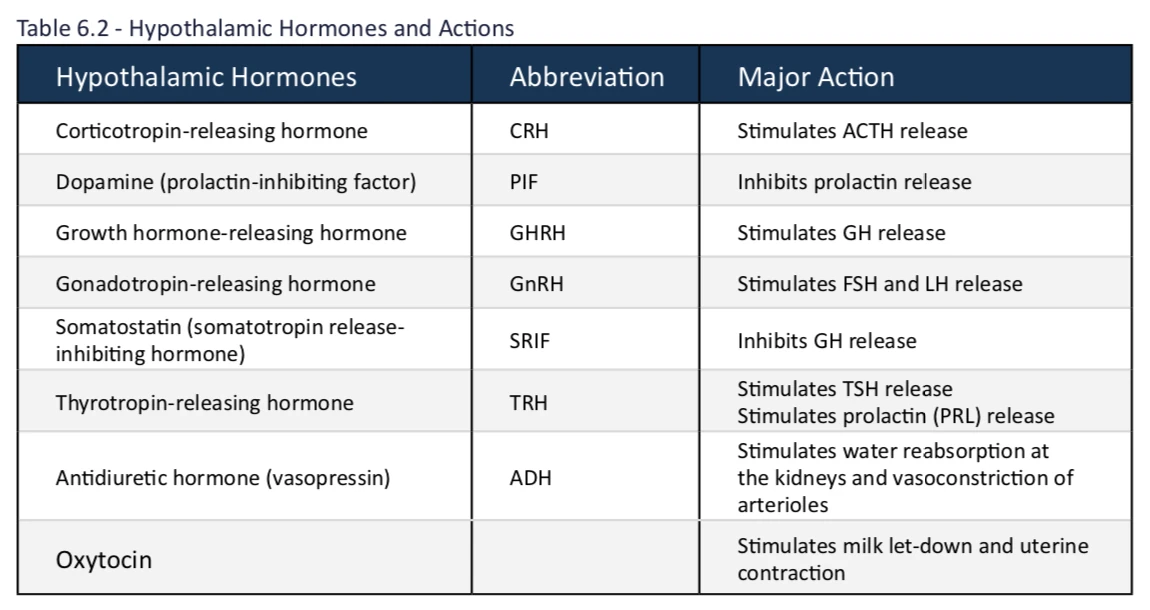 Table 6.2 - Hypothalamic Hormones and Actions
Hypothalamic Hormones Abbreviation Major Action
Corticotropin-releasing hormone CRH Stimulates ACTH release
Dopamine (prolactin-inhibiting factor) PIF Inhibits prolactin release
Growth hormone-releasing hormone GHRH Stimulates GH release
Gonadotropin-releasing hormone GnRH Stimulates FSH and LH release
Somatostatin (somatotropin release-
inhibiting hormone) SRIF Inhibits GH release
Thyrotropin-releasing hormone TRH Stimulates TSH release
Stimulates prolactin (PRL) release
Antidiuretic hormone (vasopressin) ADH Stimulates water reabsorption at
the kidneys and vasoconstriction of
arterioles
Oxytocin Stimulates milk let-down and uterine
contraction